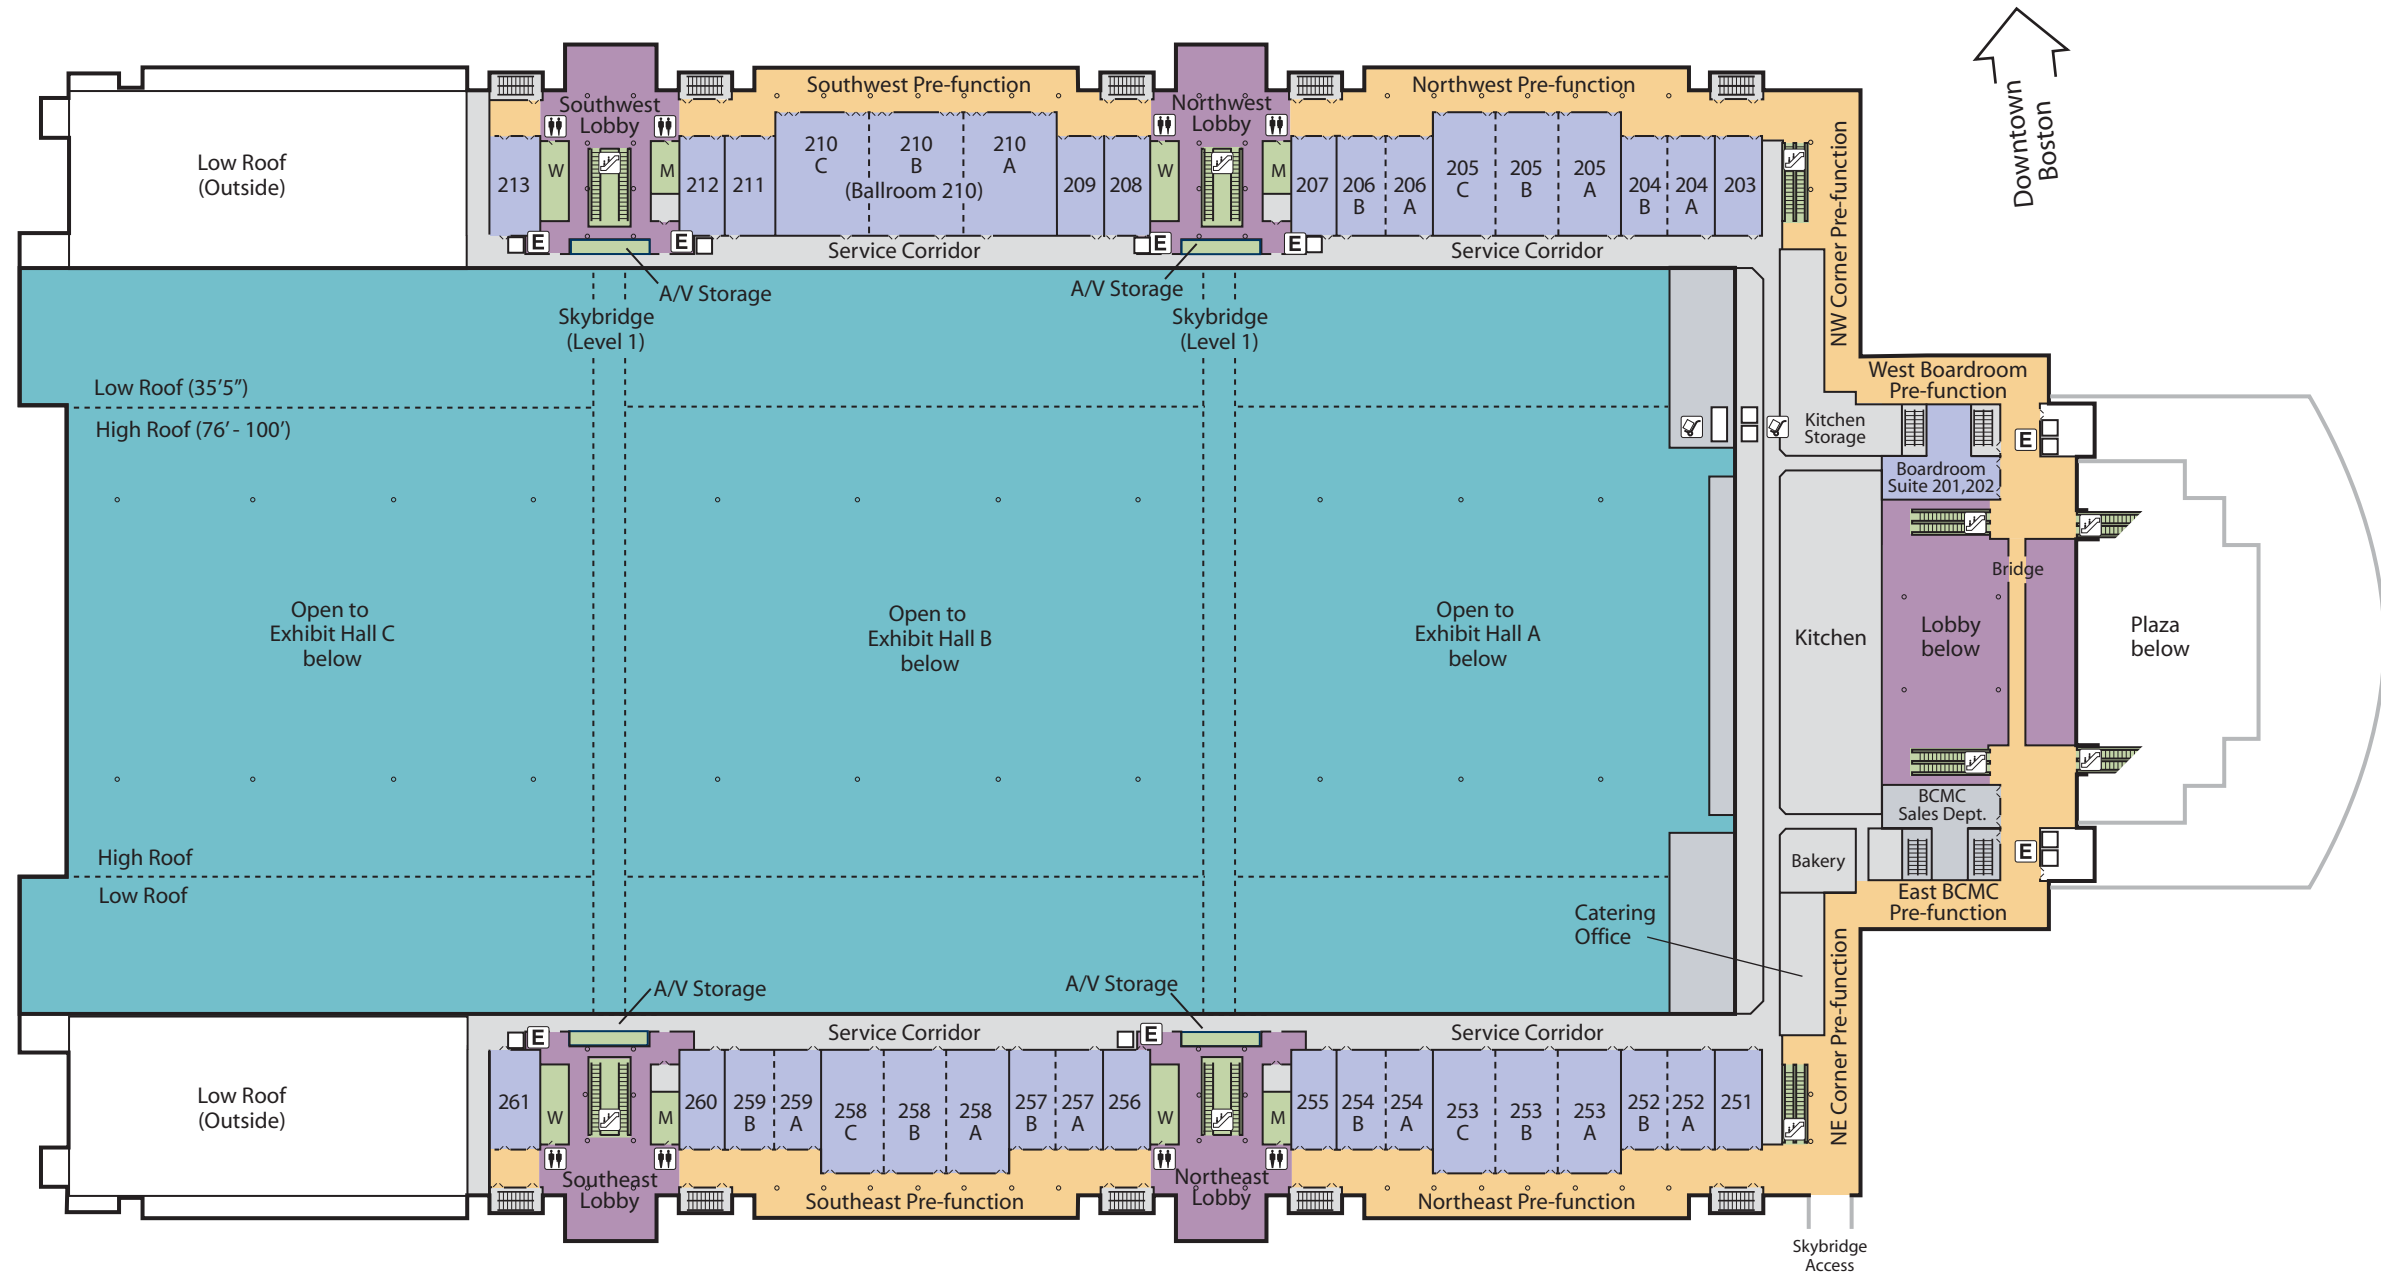 Downtown
Boston
Southwest Pre-function
Northwest Pre-function
Southwest
Lobby
Northwest
Lobby
Low Roof
(Outside)
213
W
M
212
211
210
C
210
B
210
A
(Ballroom 210)
209
208
W
M
207
206
B
206
A
205
C
205
B
205
A
204
B
204
A
203
NW Corner Pre-function
E
E
E
E
Service Corridor
Service Corridor
A/V Storage
A/V Storage
Skybridge
(Level 1)
Skybridge
(Level 1)
Low Roof (35’5”)
High Roof (76’ - 100’)
West Boardroom
Pre-function
Kitchen
Storage
E
Boardroom
Suite 201,202
Bridge
Open to
Exhibit Hall C
below
Open to
Exhibit Hall B
below
Open to
Exhibit Hall A
below
Kitchen
Lobby
below
Plaza
below
BCMC
Sales Dept.
High Roof
Low Roof
Bakery
E
East BCMC
Pre-function
Catering
Office
NE Corner Pre-function
A/V Storage
A/V Storage
E
E
Service Corridor
Service Corridor
Low Roof
(Outside)
261
W
M
260
259
B
259
A
258
C
258
B
258
A
257
B
257
A
256
W
M
255
254
B
254
A
253
C
253
B
253
A
252
B
252
A
251
Southeast
Lobby
Northeast
Lobby
Southeast Pre-function
Northeast Pre-function
Skybridge
Access